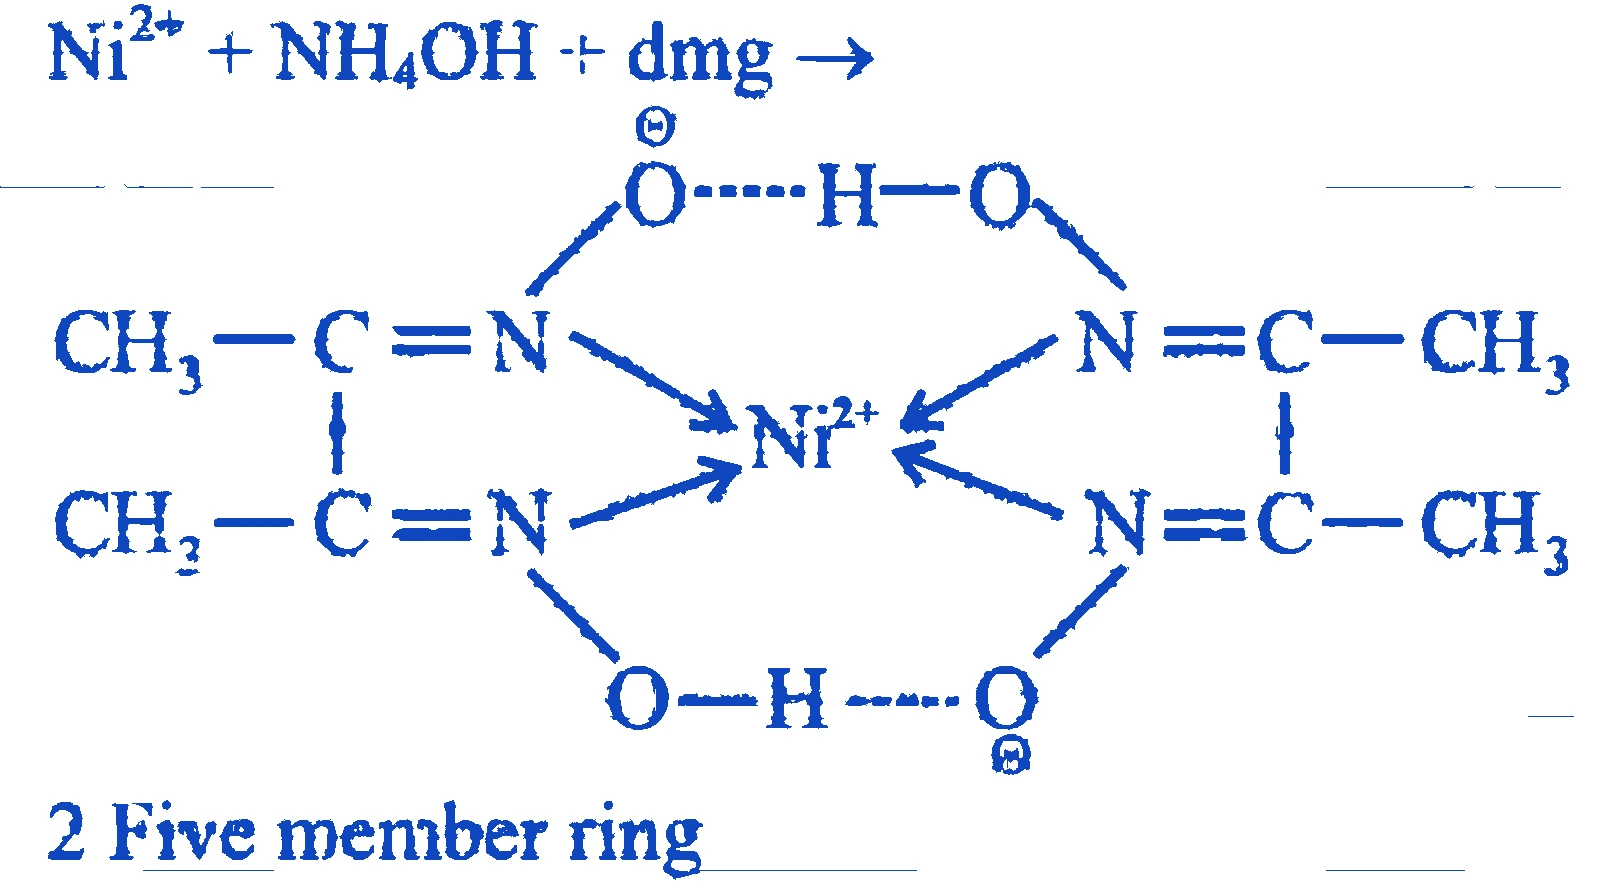 Ni²⁺ + NH₄OH + dmg →
⊖
O H—O
CH₃—C=N N=C—CH₃
Ni²⁺
CH₃—C=N N=C—CH₃
O—H O
⊖
2 Five member ring